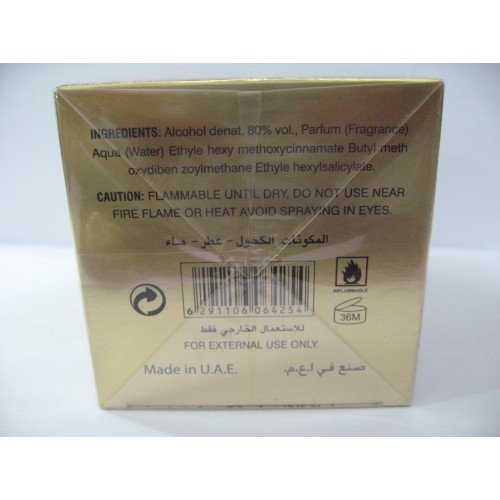 INGREDIENTS: Alcohol denat. 80% vol., Parfum (Fragrance)
Aqua (Water) Ethyle hexy methoxycinnamate Butyl meth
oxydiben zoylmethane Ethyle hexylsalicylate.
CAUTION: FLAMMABLE UNTIL DRY, DO NOT USE NEAR
FIRE FLAME OR HEAT AVOID SPRAYING IN EYES.
المكونات: الكحول - عطر - ماء
INFLAMMABLE
6 291106 064254
36M
للاستعمال الخارجي فقط
FOR EXTERNAL USE ONLY.
Made in U.A.E.
صنع في ا.ع.م.